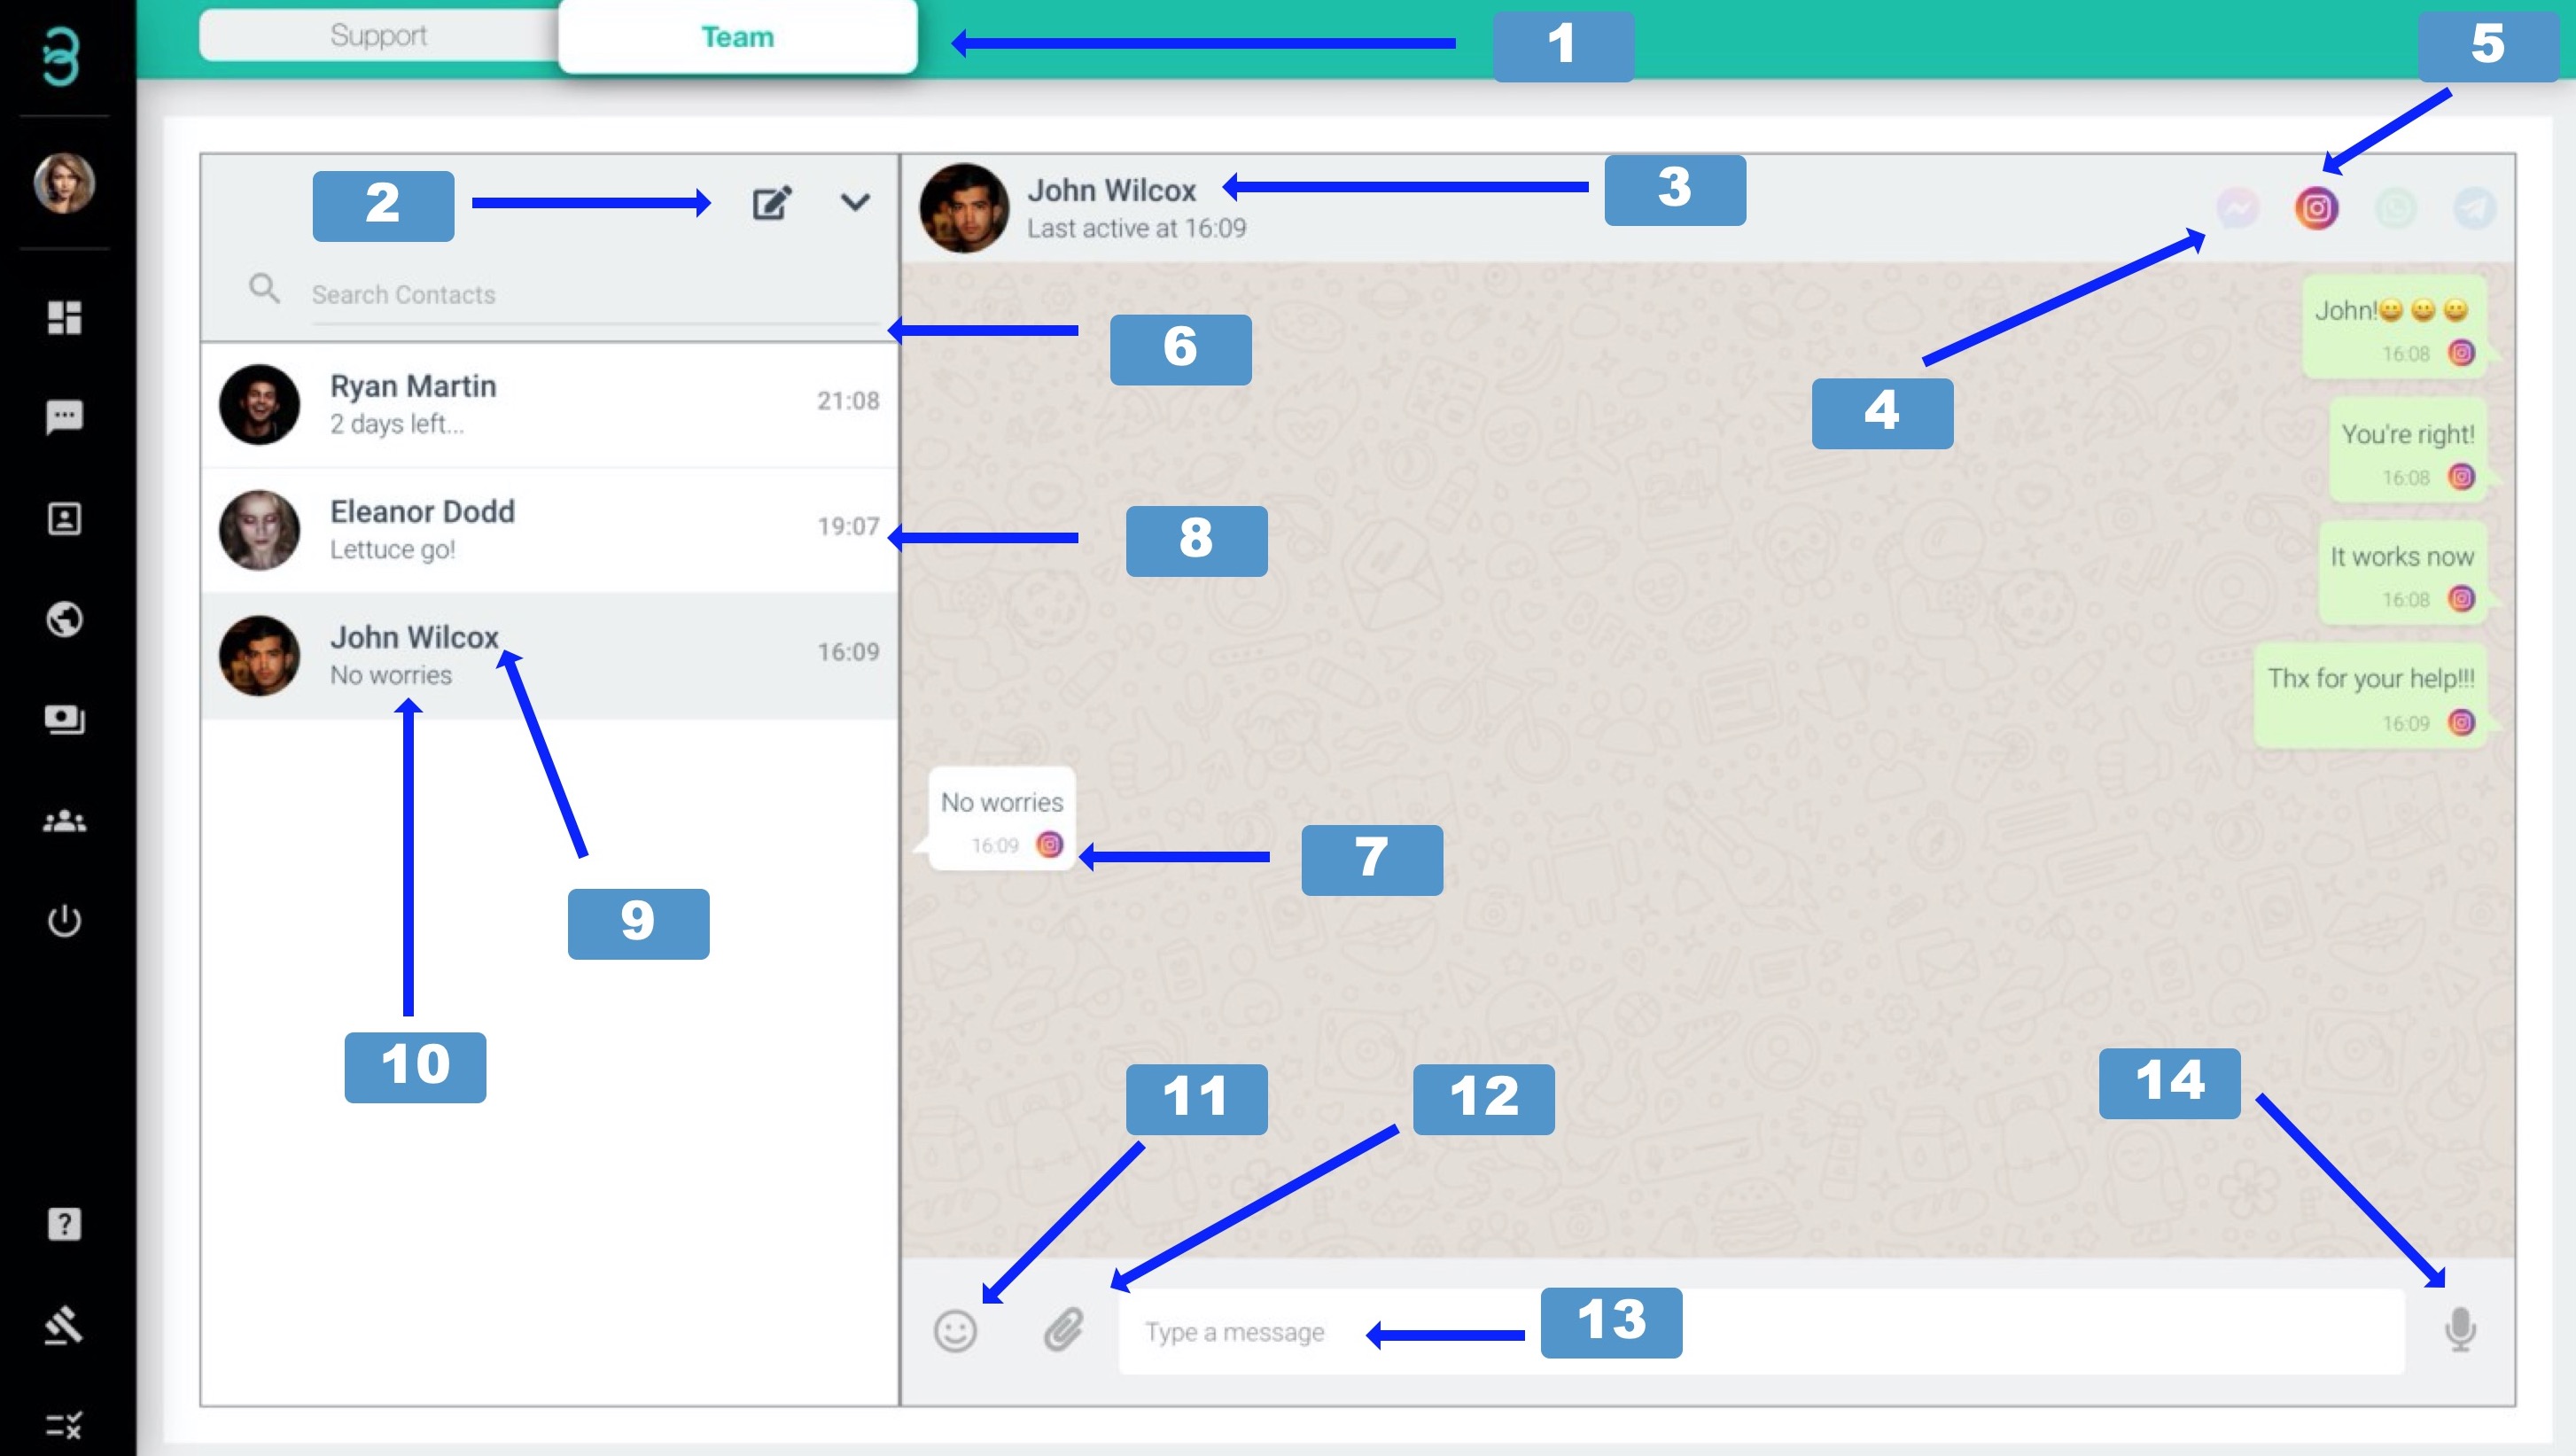 Support
Team
1
5
2
John Wilcox
Last active at 16:09
3
Search Contacts
6
4
John!😀 😀 😀
16:08
Ryan Martin
2 days left...
21:08
You're right!
16:08
Eleanor Dodd
Lettuce go!
19:07
8
It works now
16:08
John Wilcox
No worries
16:09
Thx for your help!!!
16:09
No worries
16:09
7
9
10
11
12
14
Type a message
13
?